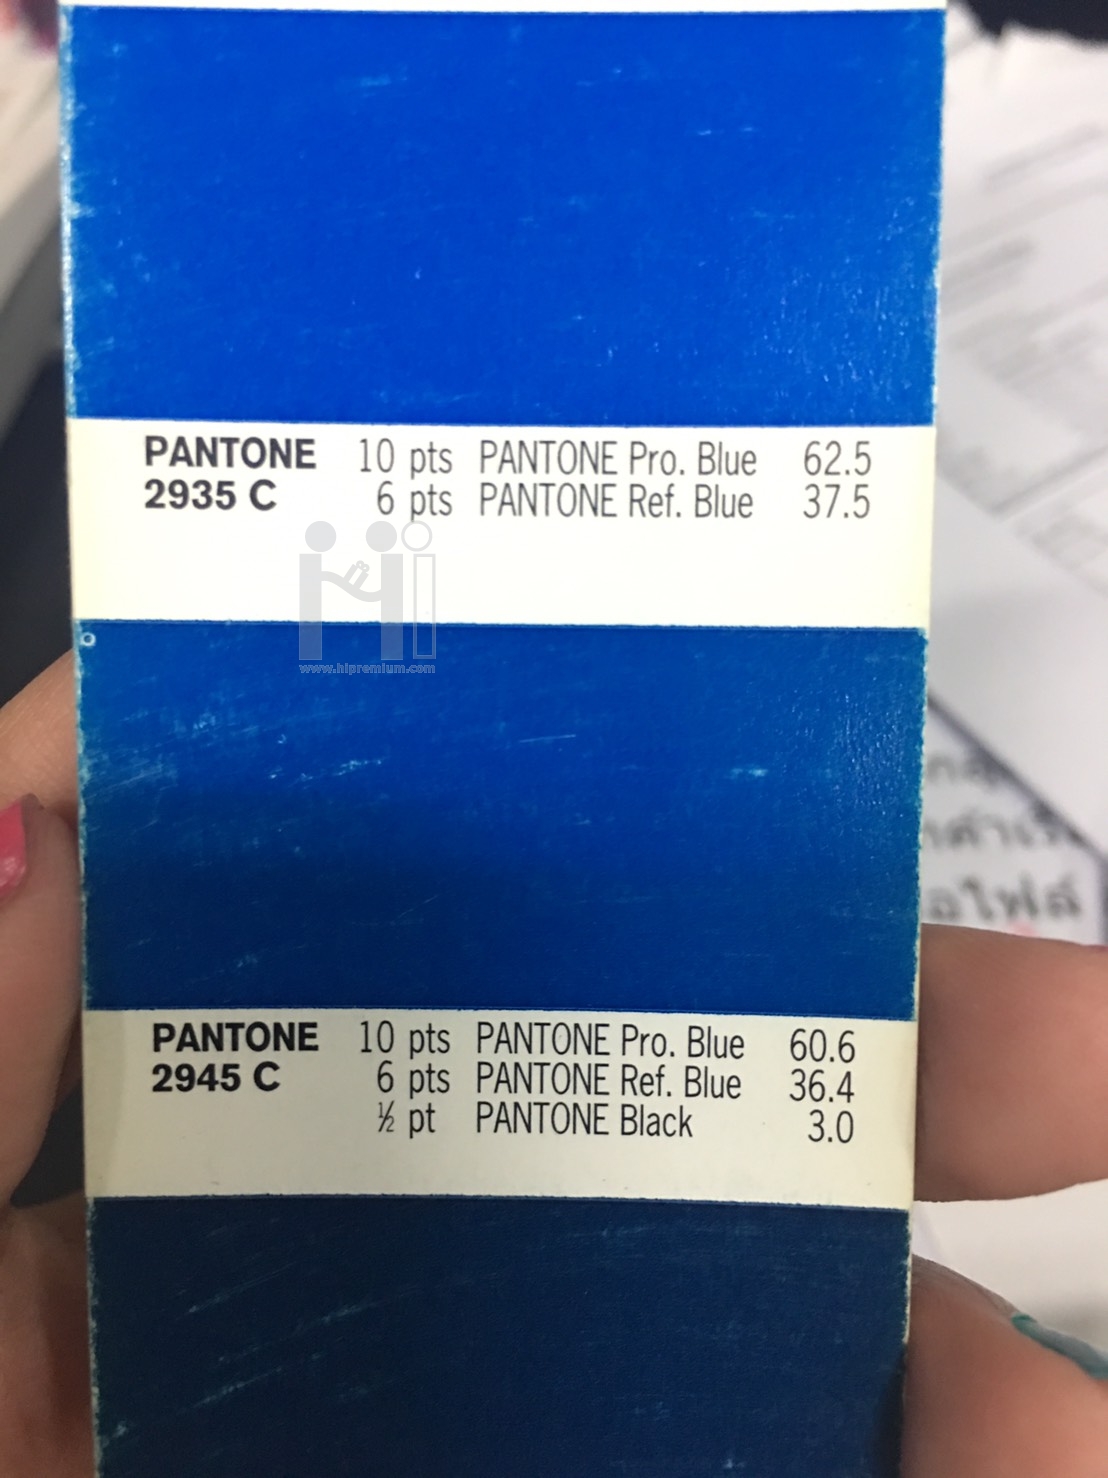 PANTONE 10 pts PANTONE Pro. Blue 62.5
2935 C 6 pts PANTONE Ref. Blue 37.5
Hi
www.hipremium.com
PANTONE 10 pts PANTONE Pro. Blue 60.6
2945 C 6 pts PANTONE Ref. Blue 36.4
½ pt PANTONE Black 3.0